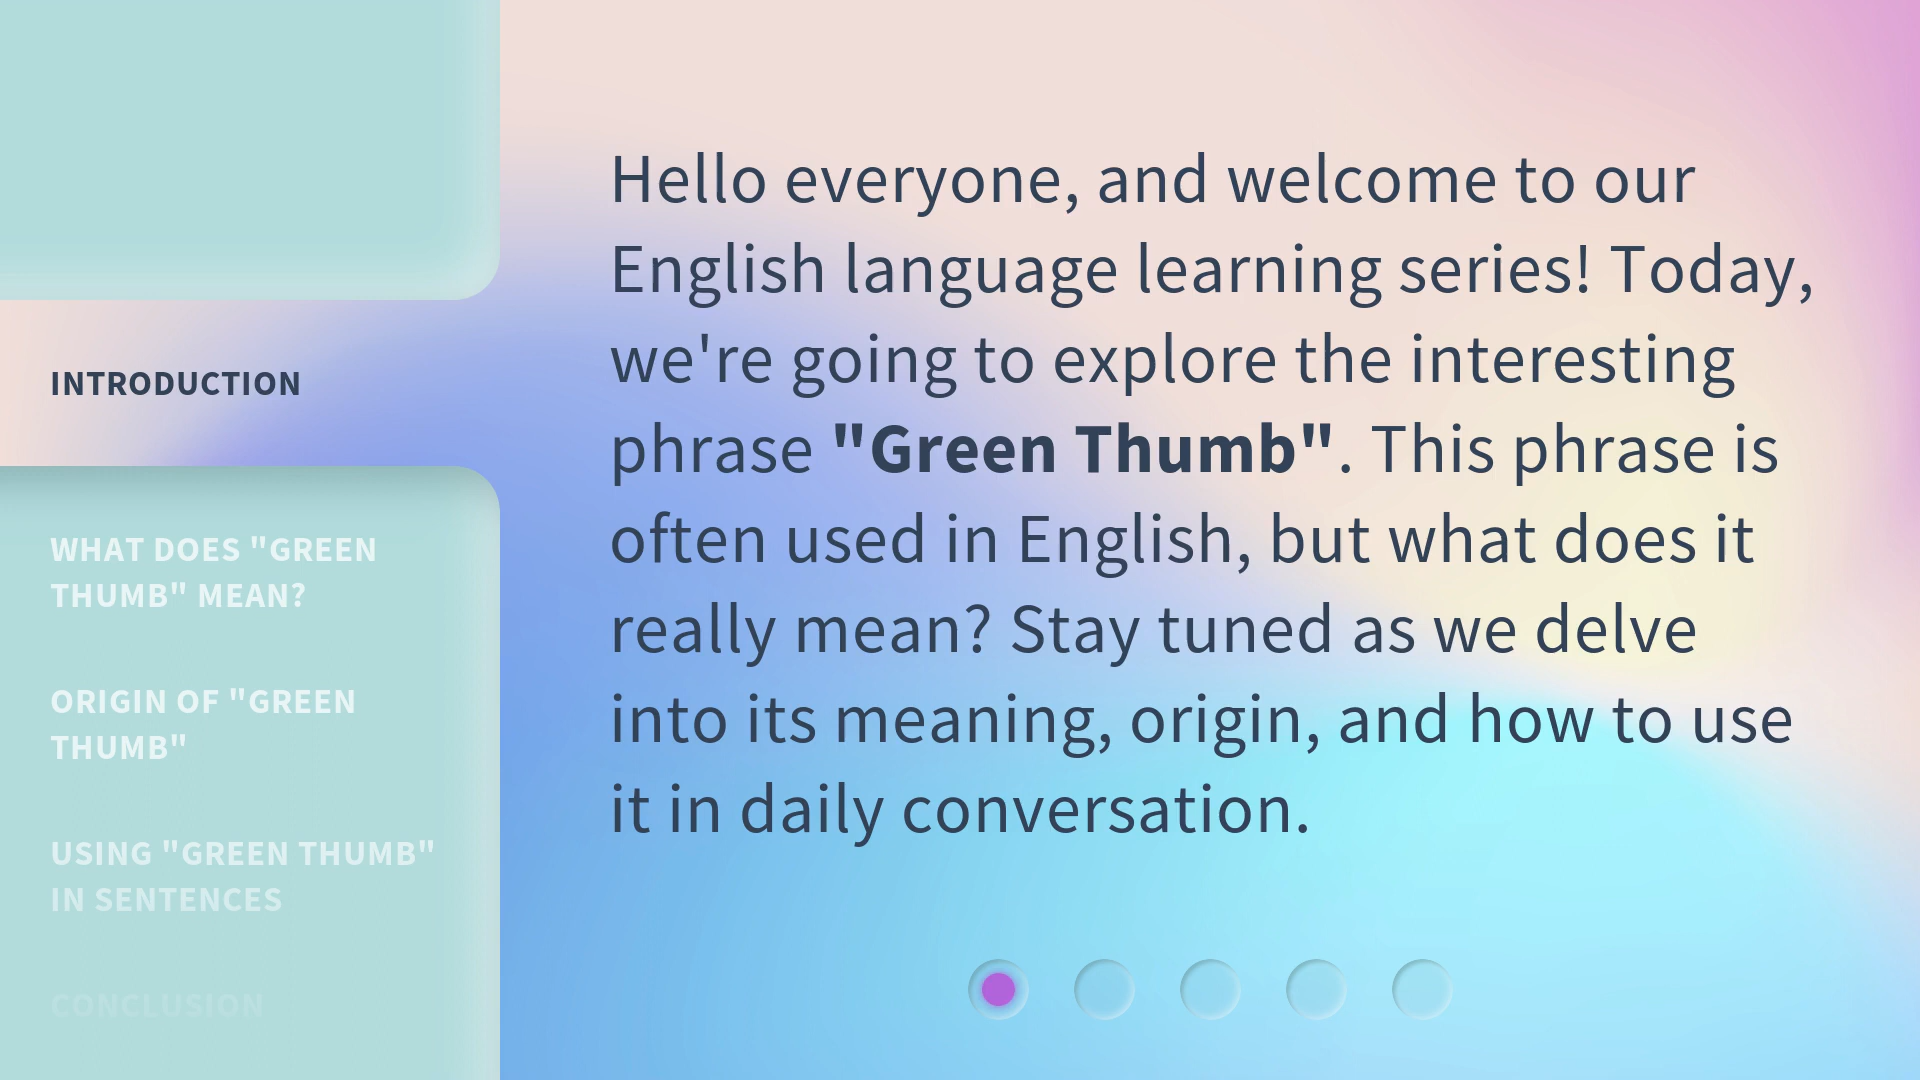 INTRODUCTION
WHAT DOES "GREEN
THUMB" MEAN?
ORIGIN OF "GREEN
THUMB"
USING "GREEN THUMB"
IN SENTENCES
CONCLUSION
Hello everyone, and welcome to our
English language learning series! Today,
we're going to explore the interesting
phrase "Green Thumb". This phrase is
often used in English, but what does it
really mean? Stay tuned as we delve
into its meaning, origin, and how to use
it in daily conversation.